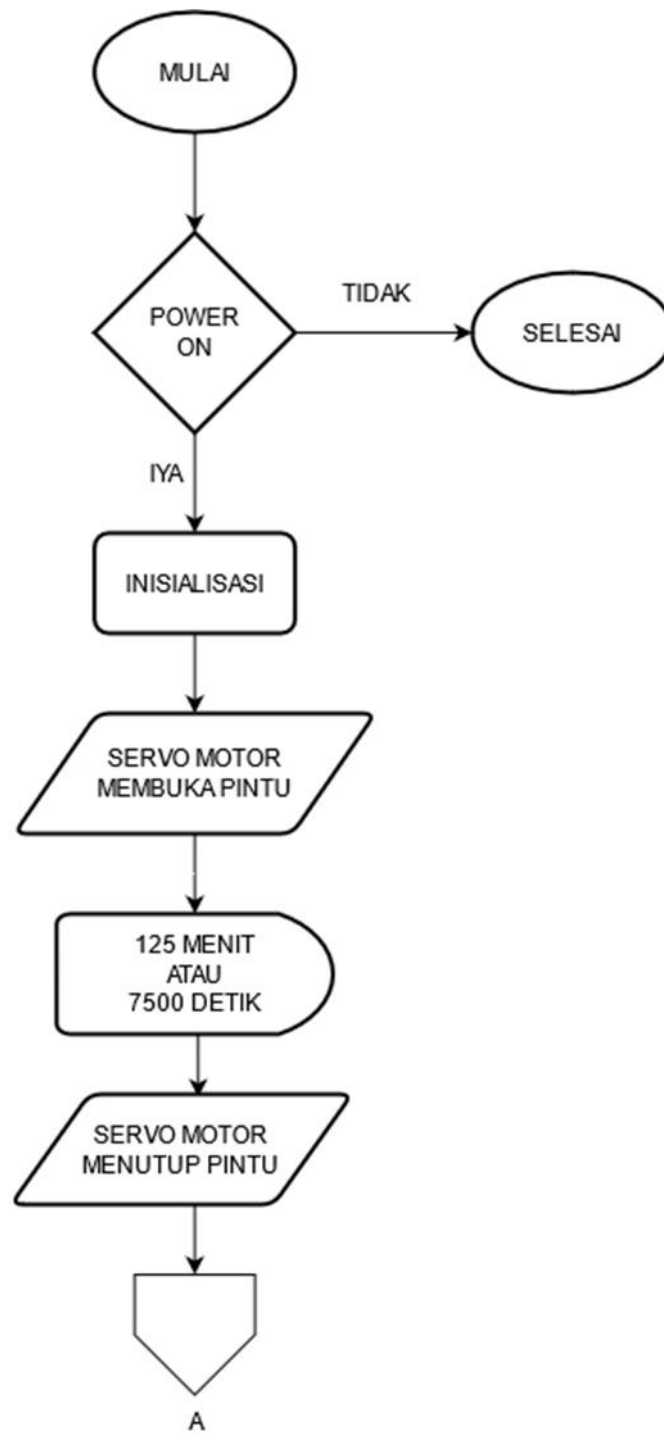 MULAI
POWER
ON
TIDAK
SELESAI
IYA
INISIALISASI
SERVO MOTOR
MEMBUKA PINTU
125 MENIT
ATAU
7500 DETIK
SERVO MOTOR
MENUTUP PINTU
A